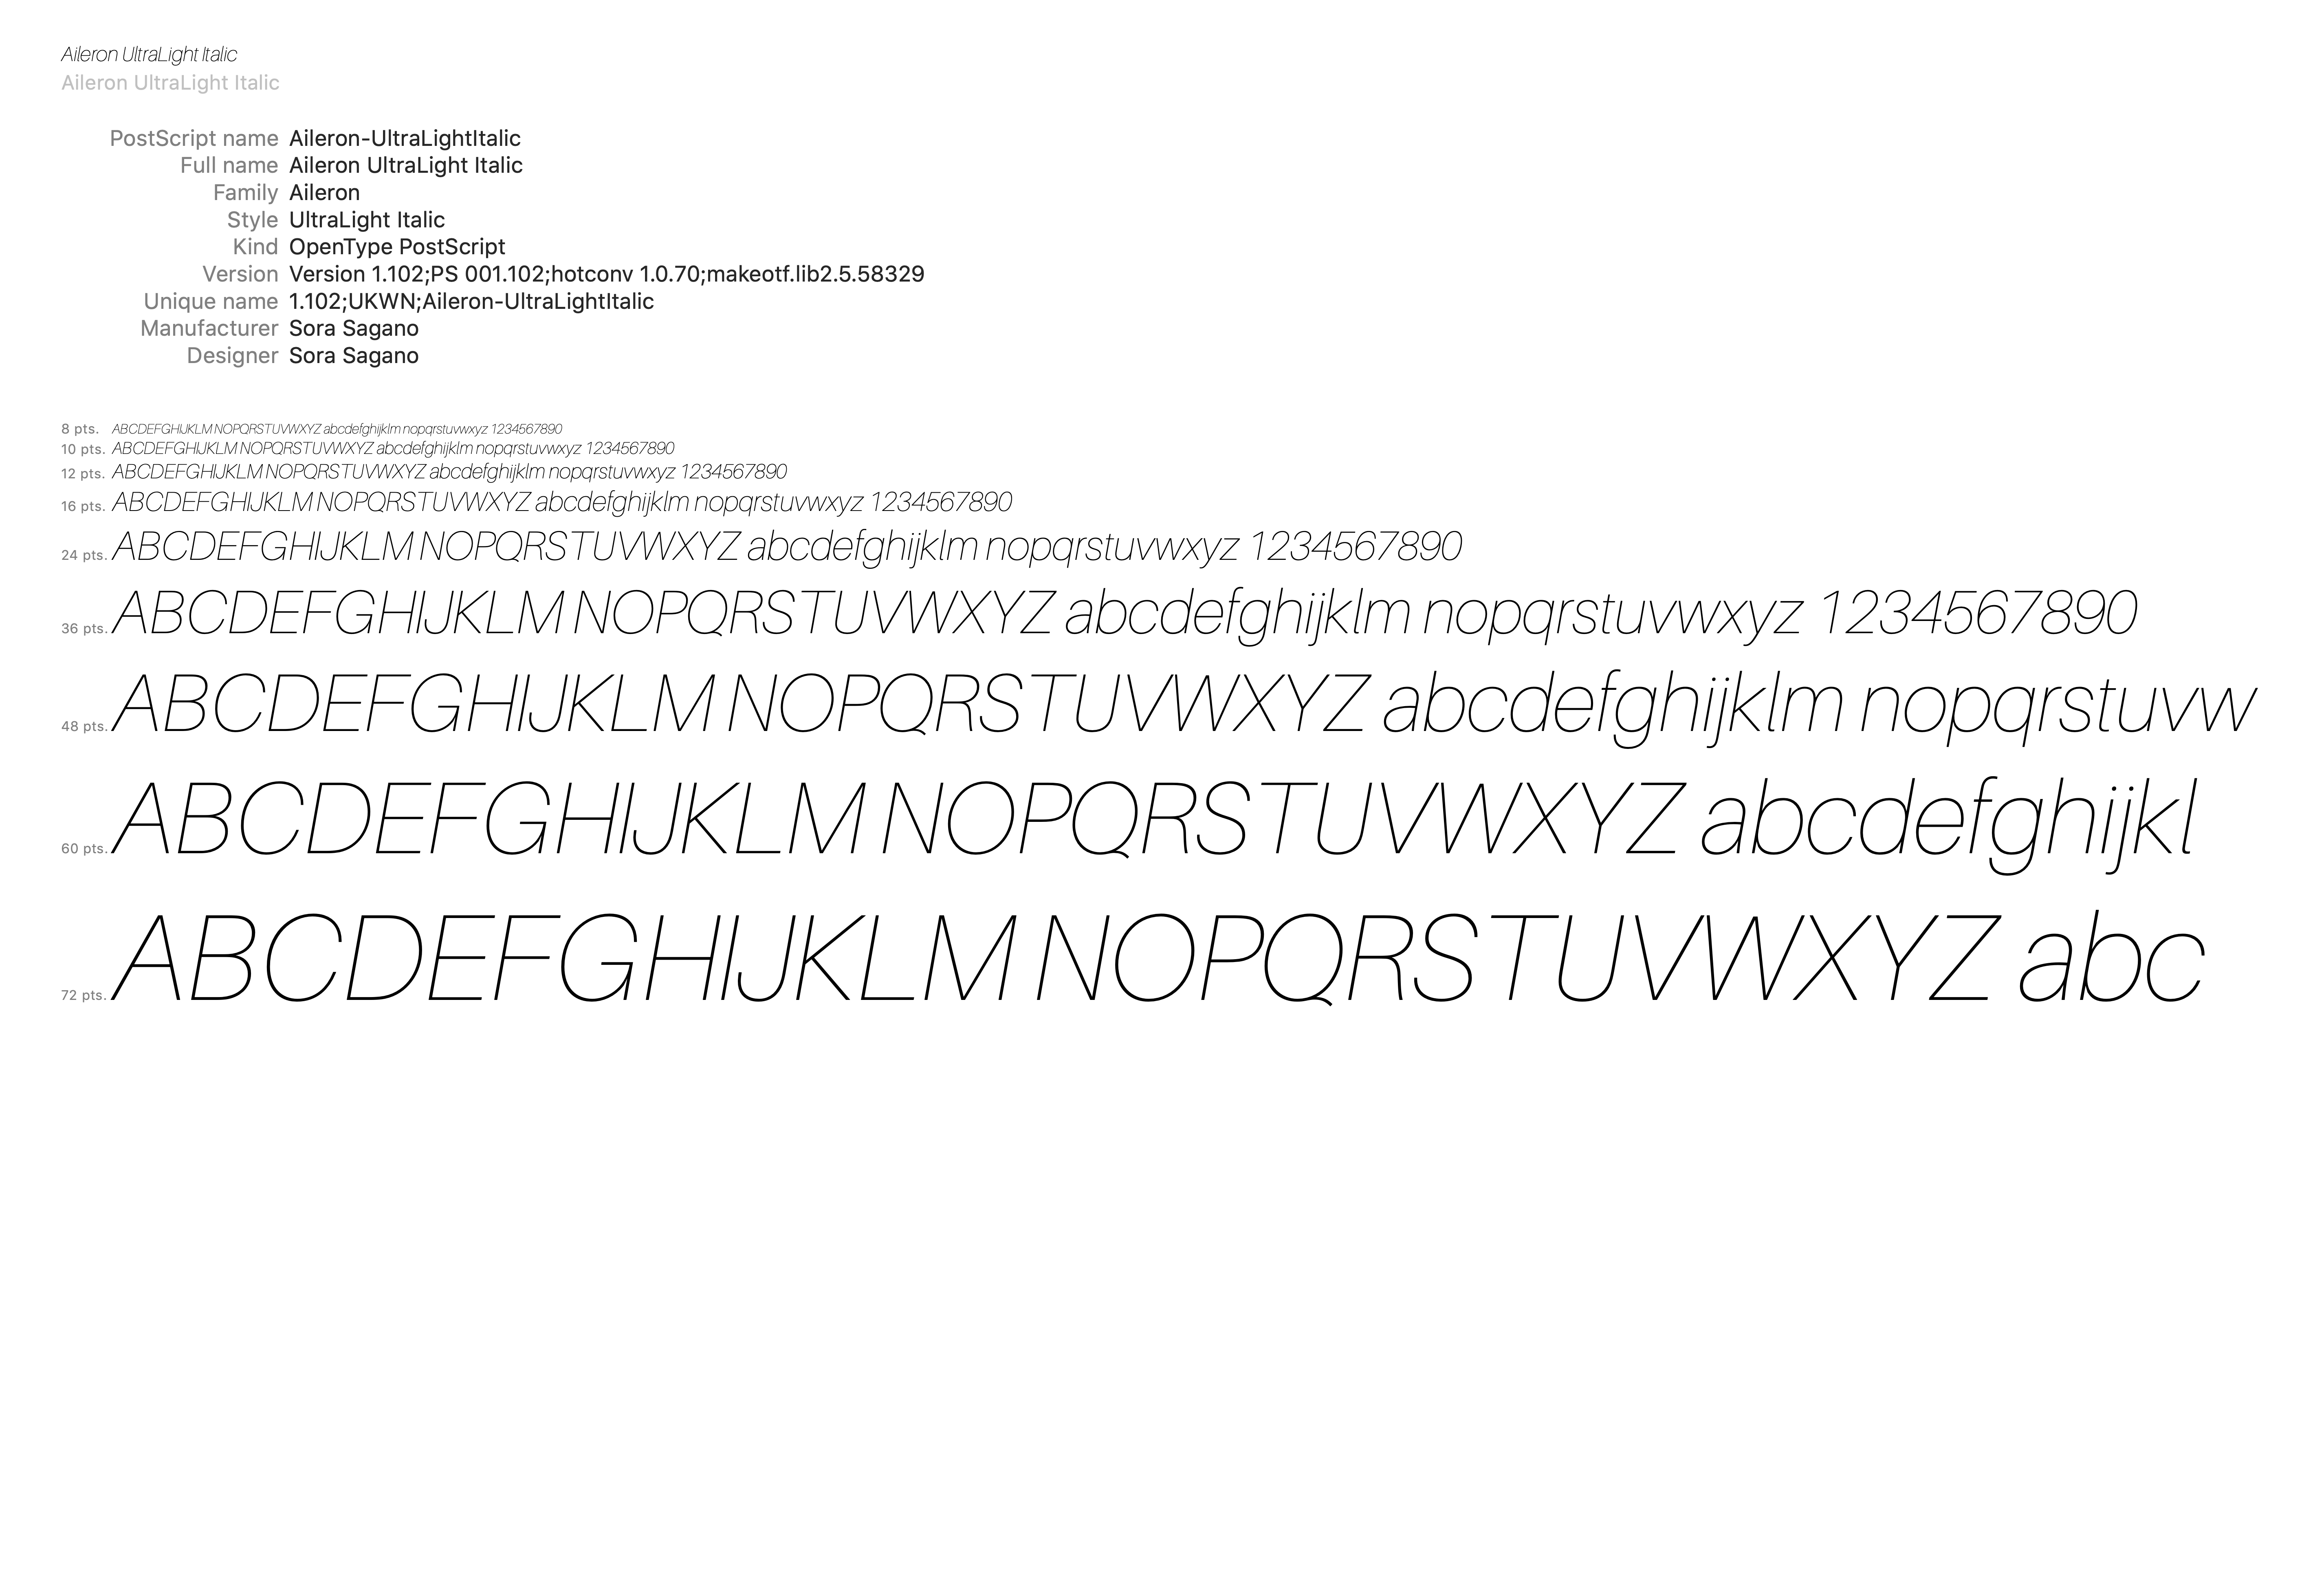 Aileron UltraLight Italic
Aileron UltraLight Italic
PostScript name Aileron-UltraLightItalic
Full name Aileron UltraLight Italic
Family Aileron
Style UltraLight Italic
Kind OpenType PostScript
Version Version 1.102;PS 001.102;hotconv 1.0.70;makeotf.lib2.5.58329
Unique name 1.102;UKWN;Aileron-UltraLightItalic
Manufacturer Sora Sagano
Designer Sora Sagano
8 pts. ABCDEFGHIJKLM NOPQRSTUVWXYZ abcdefghijklm nopqrstuvwxyz 1234567890
10 pts. ABCDEFGHIJKLM NOPQRSTUVWXYZ abcdefghijklm nopqrstuvwxyz 1234567890
12 pts. ABCDEFGHIJKLM NOPQRSTUVWXYZ abcdefghijklm nopqrstuvwxyz 1234567890
16 pts. ABCDEFGHIJKLM NOPQRSTUVWXYZ abcdefghijklm nopqrstuvwxyz 1234567890
24 pts. ABCDEFGHIJKLM NOPQRSTUVWXYZ abcdefghijklm nopqrstuvwxyz 1234567890
36 pts. ABCDEFGHIJKLM NOPQRSTUVWXYZ abcdefghijklm nopqrstuvwxyz 1234567890
48 pts. ABCDEFGHIJKLM NOPQRSTUVWXYZ abcdefghijklm nopqrstuvw
60 pts. ABCDEFGHIJKLM NOPQRSTUVWXYZ abcdefghijkl
72 pts. ABCDEFGHIJKLM NOPQRSTUVWXYZ abc